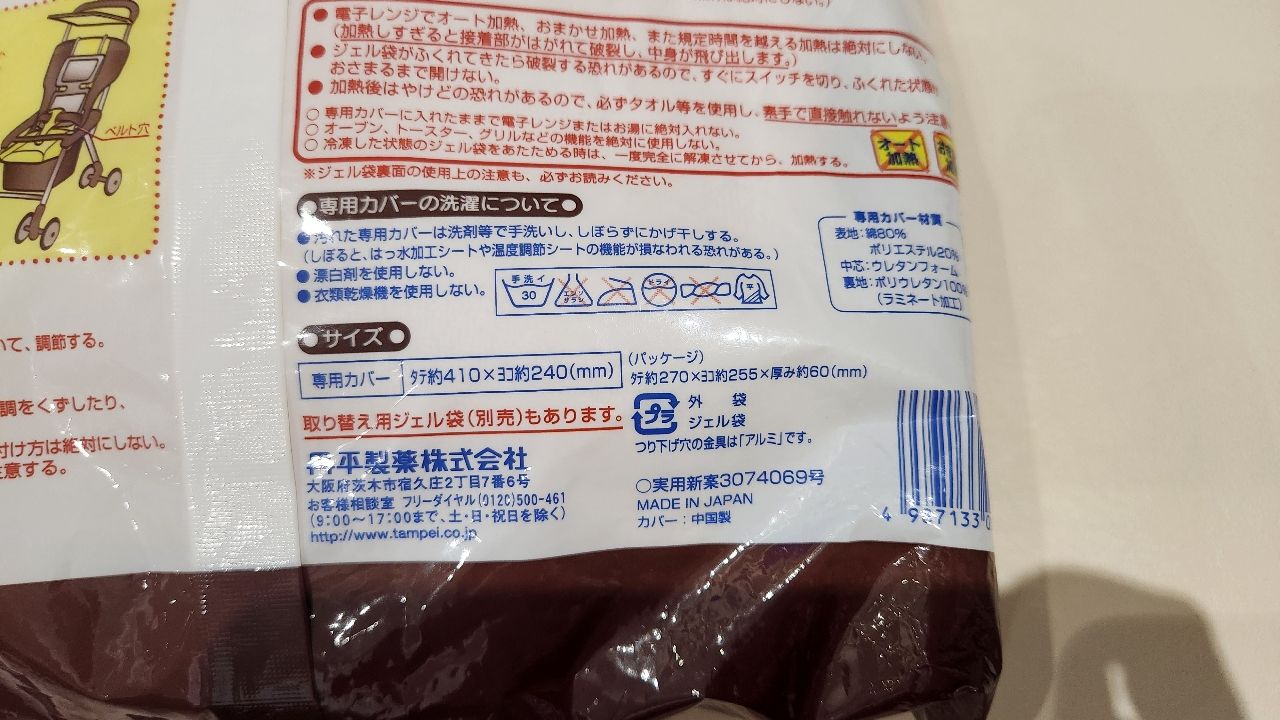 ベルト穴
いて、調節する。
調をくずしたり、
付け方は絶対にしない。
意する。
●電子レンジでオート加熱、おまかせ加熱、また規定時間を越える加熱は絶対にしない。
(加熱しすぎると接着部がはがれて破裂し、中身が飛び出します。)
●ジェル袋がふくれてきたら破裂する恐れがあるので、すぐにスイッチを切り、ふくれた状態が
おさまるまで開けない。
●加熱後はやけどの恐れがあるので、必ずタオル等を使用し、素手で直接触れないよう注意
○専用カバーに入れたままで電子レンジまたはお湯に絶対入れない。
○オーブン、トースター、グリルなどの機能を絶対に使用しない。
○冷凍した状態のジェル袋をあたためる時は、一度完全に解凍させてから、加熱する。
オート
加熱
※ジェル袋裏面の使用上の注意も、必ずお読みください。
●専用カバーの洗濯について●
●汚れた専用カバーは洗剤等で手洗いし、しぼらずにかげ干しする。
(しぼると、はっ水加工シートや温度調節シートの機能が損なわれる恐れがある。)
●漂白剤を使用しない。
●衣類乾燥機を使用しない。
手洗イ
30
エンソ
サラシ
ドライ
平
専用カバー材質
表地:綿80%
ポリエステル20%
中芯:ウレタンフォーム
裏地:ポリウレタン100%
(ラミネート加工)
●サイズ●
専用カバー タテ約410×ヨコ約240(mm)
(パッケージ)
タテ約270×ヨコ約255×厚み約60(mm)
取り替え用ジェル袋(別売)もあります。
プラ
外 袋
ジェル袋
つり下げ穴の金具は「アルミ」です。
丹平製薬株式会社
大阪府茨木市宿久庄2丁目7番6号
お客様相談室 フリーダイヤル(0120)500-461
(9:00〜17:00まで、土・日・祝日を除く)
http://www.tampei.co.jp
○実用新案3074069号
MADE IN JAPAN
カバー:中国製
4 987133